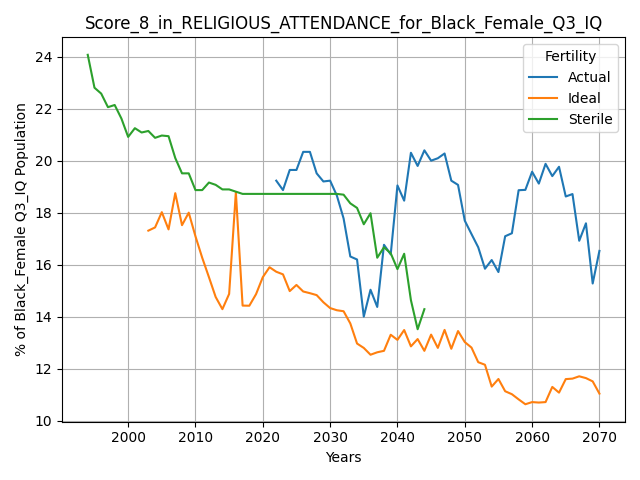 Score_8_in_RELIGIOUS_ATTENDANCE_for_Black_Female_Q3_IQ
Fertility
Actual
Ideal
Sterile
% of Black_Female Q3_IQ Population
24
22
20
18
16
14
12
10
2000
2010
2020
2030
2040
2050
2060
2070
Years